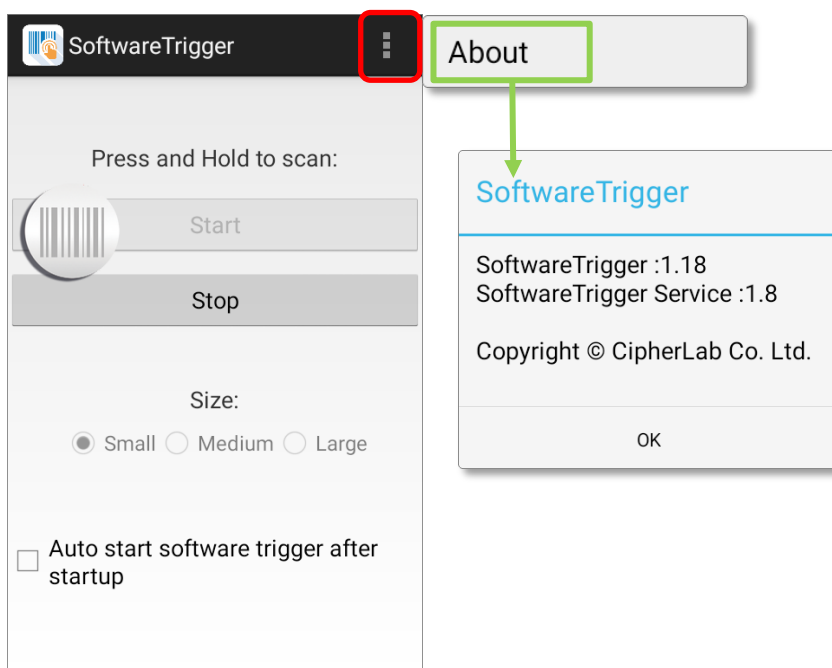 SoftwareTrigger
About
Press and Hold to scan:
Start
Stop
Size:
Small Medium Large
Auto start software trigger after
startup
SoftwareTrigger
SoftwareTrigger :1.18
SoftwareTrigger Service :1.8
Copyright © CipherLab Co. Ltd.
OK